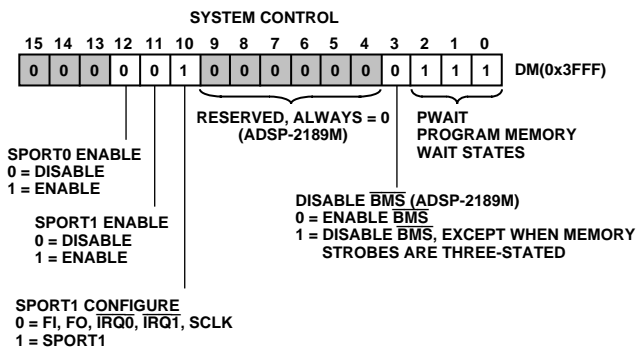 SYSTEM CONTROL
15 14 13 12 11 10 9 8 7 6 5 4 3 2 1 0
0 0 0 0 0 1 0 0 0 0 0 0 0 1 1 1 DM(0x3FFF)
RESERVED, ALWAYS = 0
(ADSP-2189M)
PWAIT
PROGRAM MEMORY
WAIT STATES
SPORT0 ENABLE
0 = DISABLE
1 = ENABLE
DISABLE BMS (ADSP-2189M)
0 = ENABLE BMS
1 = DISABLE BMS, EXCEPT WHEN MEMORY
STROBES ARE THREE-STATED
SPORT1 ENABLE
0 = DISABLE
1 = ENABLE
SPORT1 CONFIGURE
0 = FI, FO, IRQ0, IRQ1, SCLK
1 = SPORT1